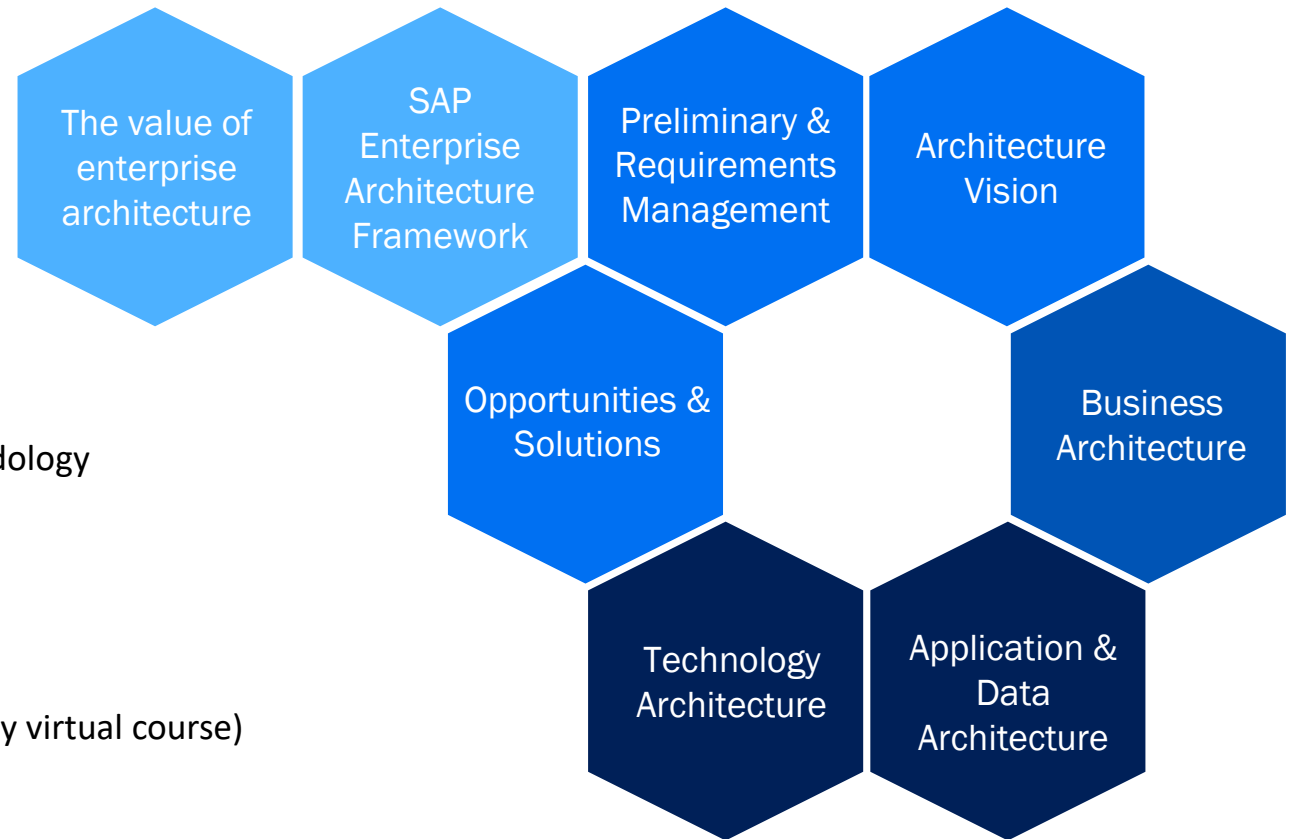 The value of
enterprise
architecture
SAP
Enterprise
Architecture
Framework
Preliminary &
Requirements
Management
Architecture
Vision
Opportunities &
Solutions
Business
Architecture
dology
Technology
Architecture
Application &
Data
Architecture
y virtual course)